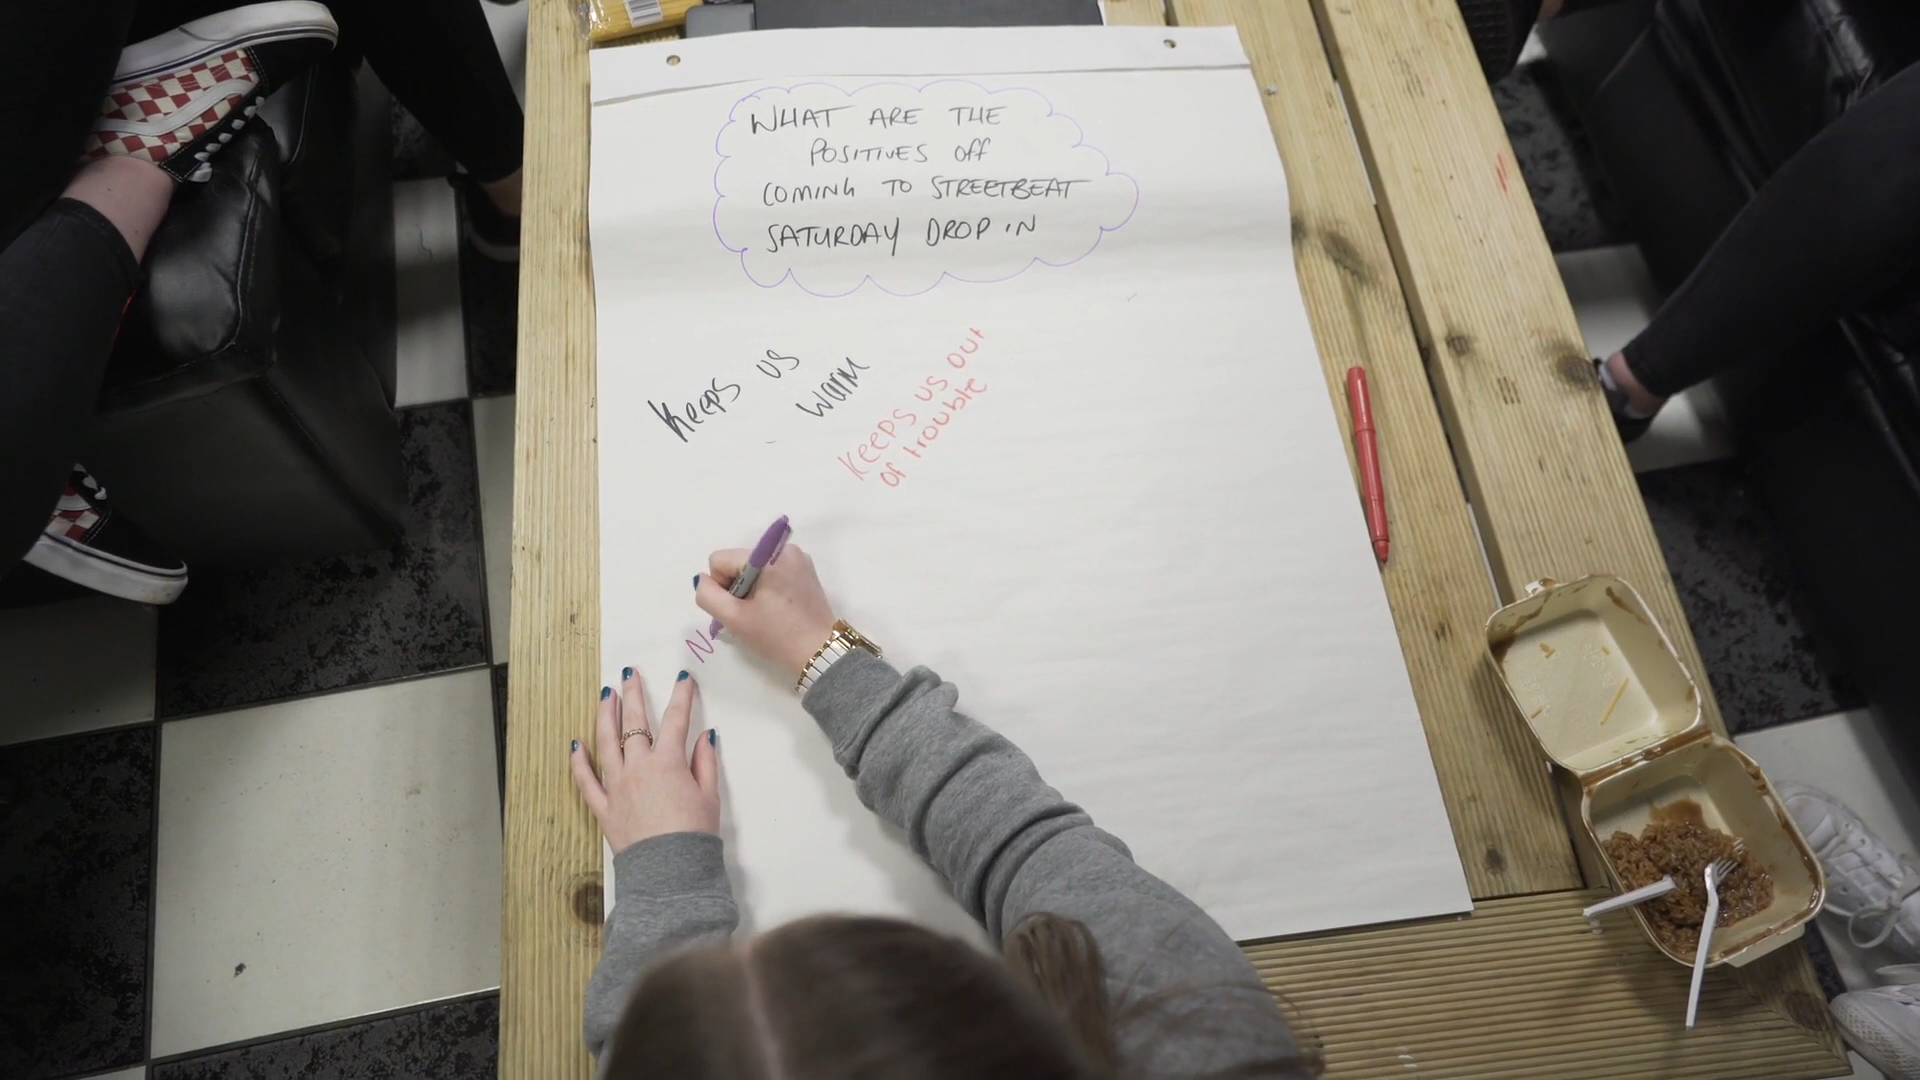 WHAT ARE THE
POSITIVES OFF
COMING TO STREETBEAT
SATURDAY DROP IN
Keeps us
warm
Keeps us out
of trouble
N